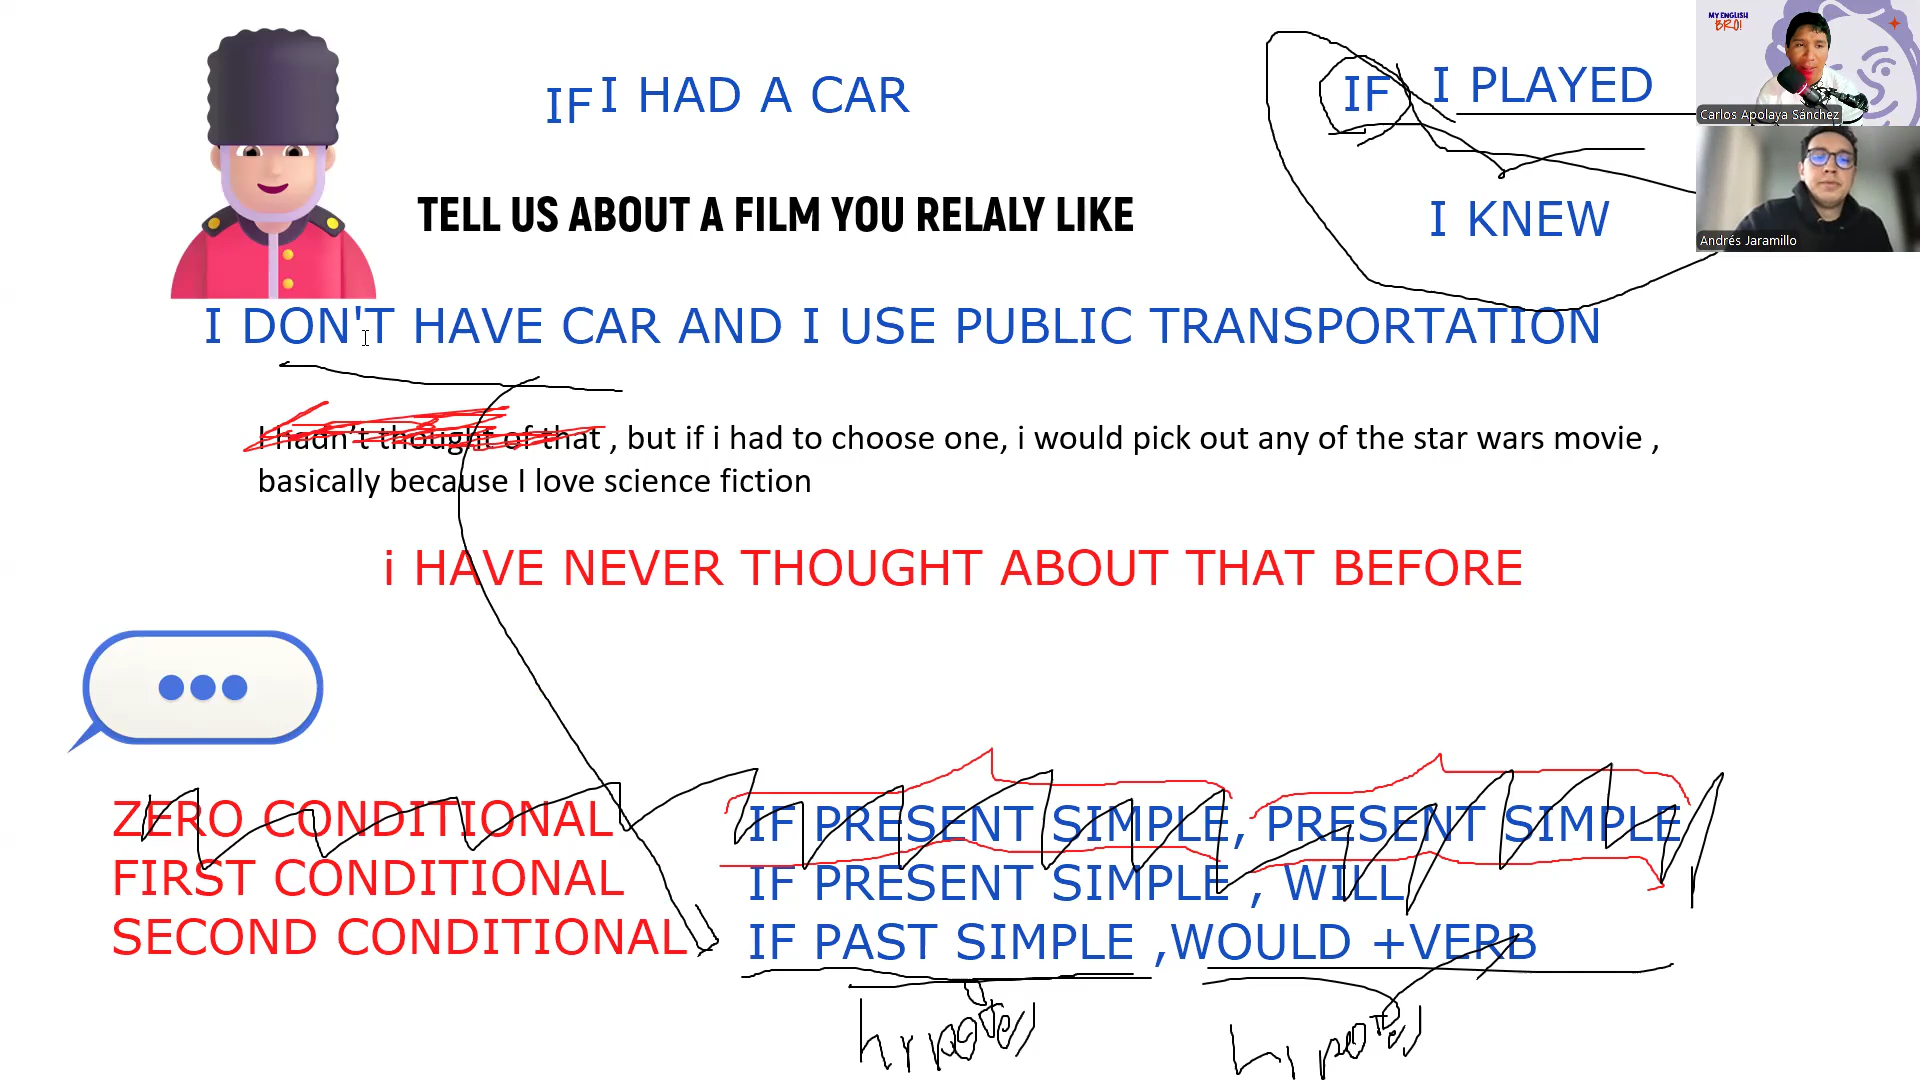 IF I HAD A CAR
IF I PLAYED
MY ENGLISH
BRO!
Carlos Apolaya Sánchez
TELL US ABOUT A FILM YOU RELALY LIKE
I KNEW
Andrés Jaramillo
I DON'T HAVE CAR AND I USE PUBLIC TRANSPORTATION
I hadn't thought of that , but if i had to choose one, i would pick out any of the star wars movie ,
basically because I love science fiction
i HAVE NEVER THOUGHT ABOUT THAT BEFORE
ZERO CONDITIONAL IF PRESENT SIMPLE, PRESENT SIMPLE
FIRST CONDITIONAL IF PRESENT SIMPLE , WILL
SECOND CONDITIONAL IF PAST SIMPLE ,WOULD +VERB